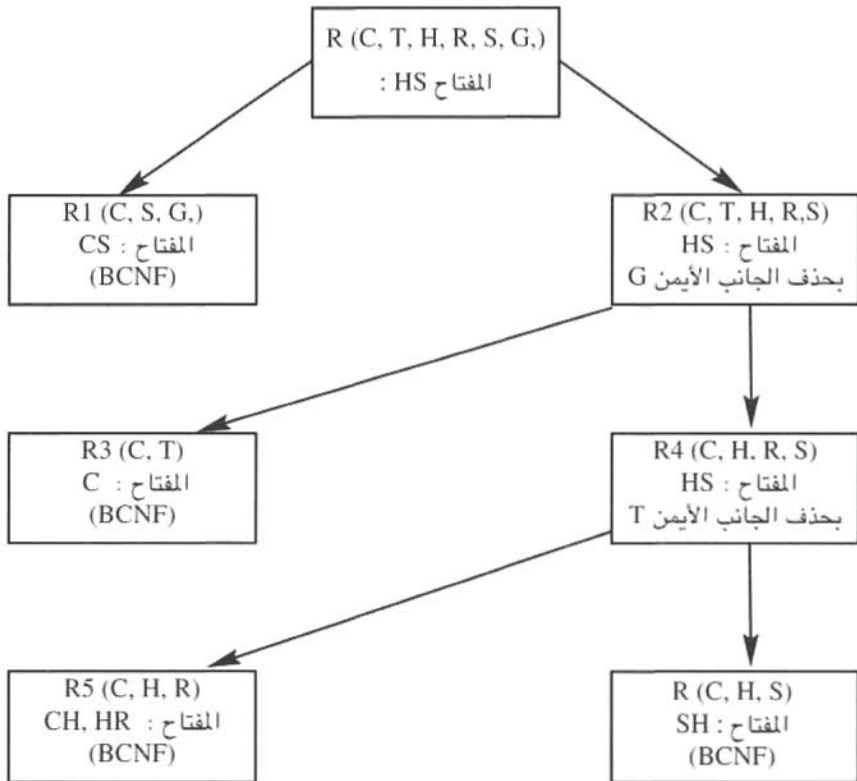 R (C, T, H, R, S, G,)
المفتاح HS :
R1 (C, S, G,)
المفتاح : CS
(BCNF)
R2 (C, T, H, R,S)
المفتاح : HS
بحذف الجانب الأيمن G
R3 (C, T)
المفتاح : C
(BCNF)
R4 (C, H, R, S)
المفتاح : HS
بحذف الجانب الأيمن T
R5 (C, H, R)
المفتاح : CH, HR
(BCNF)
R (C, H, S)
المفتاح : SH
(BCNF)